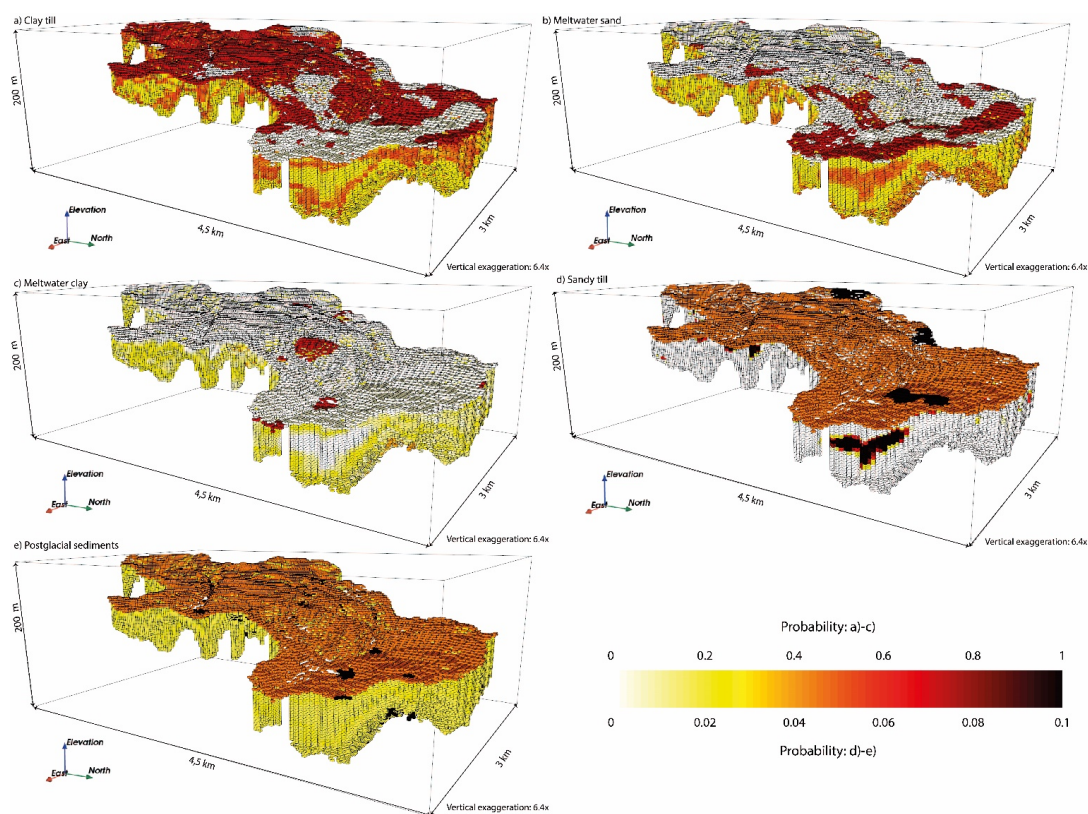 a) Clay till
200 m
Elevation
East
North
4,5 km
3 km
Vertical exaggeration: 6.4x
b) Meltwater sand
200 m
Elevation
East
North
4,5 km
3 km
Vertical exaggeration: 6.4x
c) Meltwater clay
200 m
Elevation
East
North
4,5 km
3 km
Vertical exaggeration: 6.4x
d) Sandy till
200 m
Elevation
East
North
4,5 km
3 km
Vertical exaggeration: 6.4x
e) Postglacial sediments
200 m
Elevation
East
North
4,5 km
3 km
Vertical exaggeration: 6.4x
Probability: a)-c)
0 0.2 0.4 0.6 0.8 1
0 0.02 0.04 0.06 0.08 0.1
Probability: d)-e)